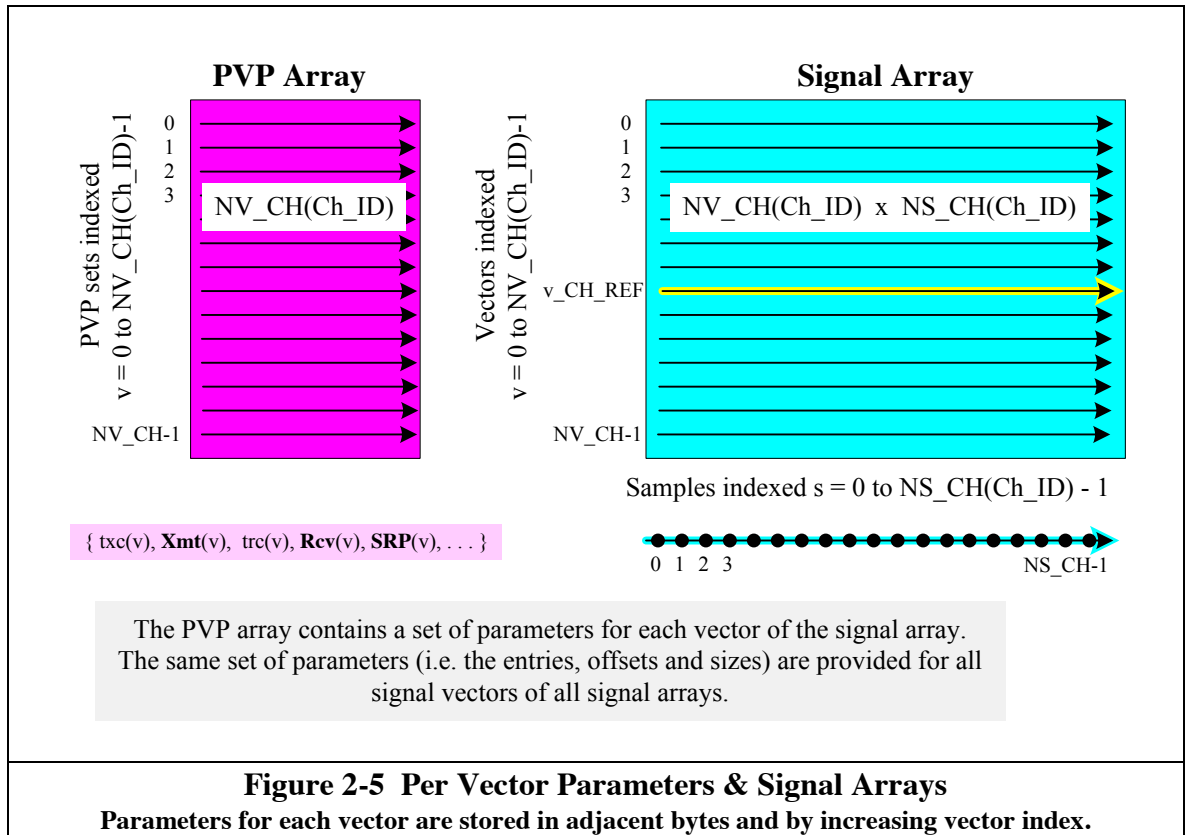 PVP Array
PVP sets indexed
v = 0 to NV_CH(Ch_ID)-1
0
1
2
3
NV_CH(Ch_ID)
NV_CH-1
{ txc(v), Xmt(v), trc(v), Rcv(v), SRP(v), . . . }
Signal Array
Vectors indexed
v = 0 to NV_CH(Ch_ID)-1
0
1
2
3
NV_CH(Ch_ID) x NS_CH(Ch_ID)
v_CH_REF
NV_CH-1
Samples indexed s = 0 to NS_CH(Ch_ID) - 1
0 1 2 3 NS_CH-1
The PVP array contains a set of parameters for each vector of the signal array.
The same set of parameters (i.e. the entries, offsets and sizes) are provided for all
signal vectors of all signal arrays.
Figure 2-5 Per Vector Parameters & Signal Arrays
Parameters for each vector are stored in adjacent bytes and by increasing vector index.